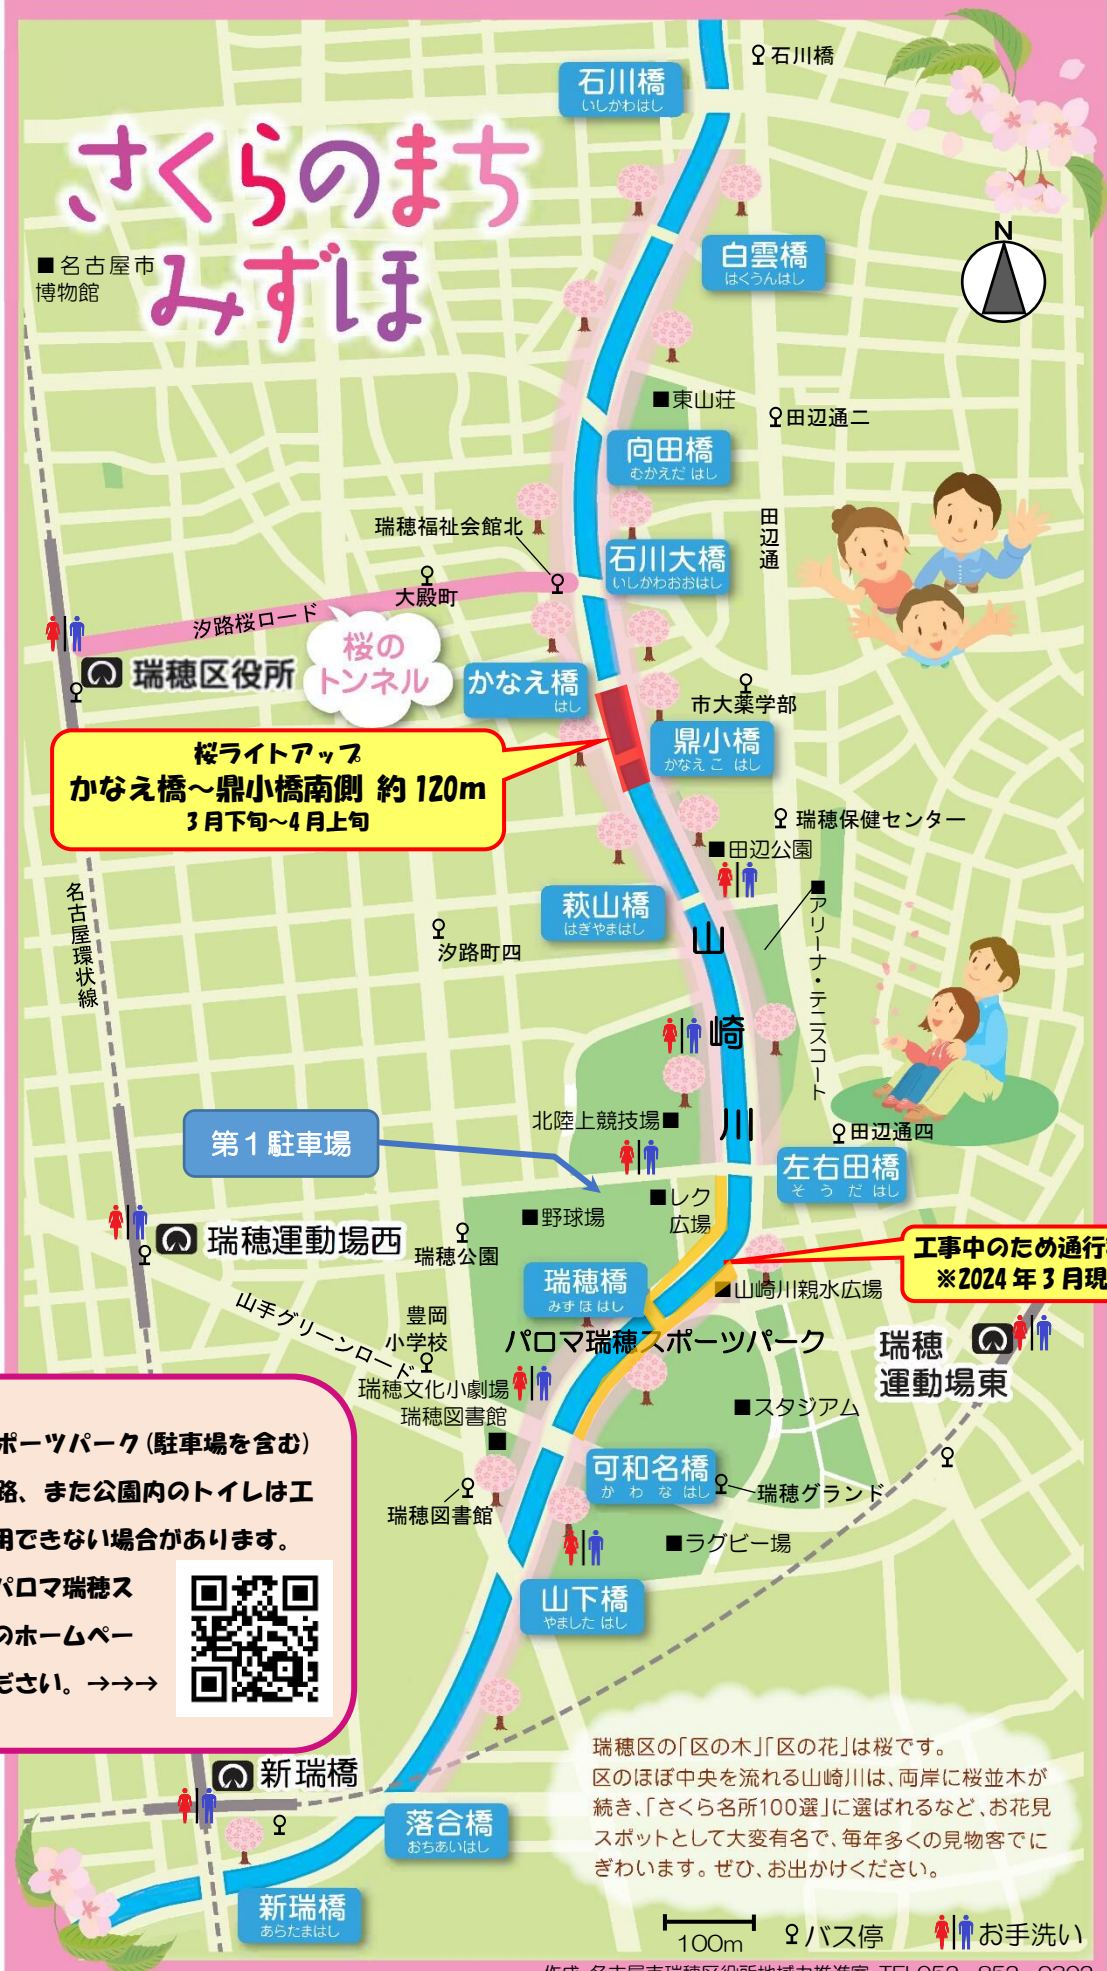 石川橋
石川橋
いしかわはし
さくらのまち
みずほ
■名古屋市
博物館
N
白雲橋
はくうんはし
■東山荘
田辺通二
向田橋
むかえだ はし
田辺通
瑞穂福祉会館北
石川大橋
いしかわおおはし
大殿町
汐路桜ロード
桜の
トンネル
瑞穂区役所
かなえ橋
はし
市大薬学部
鼎小橋
かなえ こ はし
桜ライトアップ
かなえ橋～鼎小橋南側 約120m
3月下旬～4月上旬
瑞穂保健センター
■田辺公園
名古屋環状線
萩山橋
はぎやまはし
汐路町四
■アリーナ・テニスコート
山崎川
北陸上競技場■
第1駐車場
田辺通四
左右田橋
そうだ はし
■レク
広場
■野球場
瑞穂運動場西
瑞穂公園
工事中のため通行
※2024年3月現
瑞穂橋
みずほはし
■山崎川親水広場
山手グリーンロード
豊岡
小学校
パロマ瑞穂スポーツパーク
瑞穂
運動場東
瑞穂文化小劇場
瑞穂図書館
■
■スタジアム
ポーツパーク(駐車場を含む)
路、また公園内のトイレは工
用できない場合があります。
パロマ瑞穂ス
のホームペー
ださい。→→→
可和名橋
かわなはし
瑞穂グランド
瑞穂図書館
■ラグビー場
山下橋
やました はし
新瑞橋
落合橋
おちあいはし
新瑞橋
あらたまはし
瑞穂区の「区の木」「区の花」は桜です。
区のほぼ中央を流れる山崎川は、両岸に桜並木が
続き、「さくら名所100選」に選ばれるなど、お花見
スポットとして大変有名で、毎年多くの見物客でに
ぎわいます。ぜひ、お出かけください。
100m
バス停
お手洗い